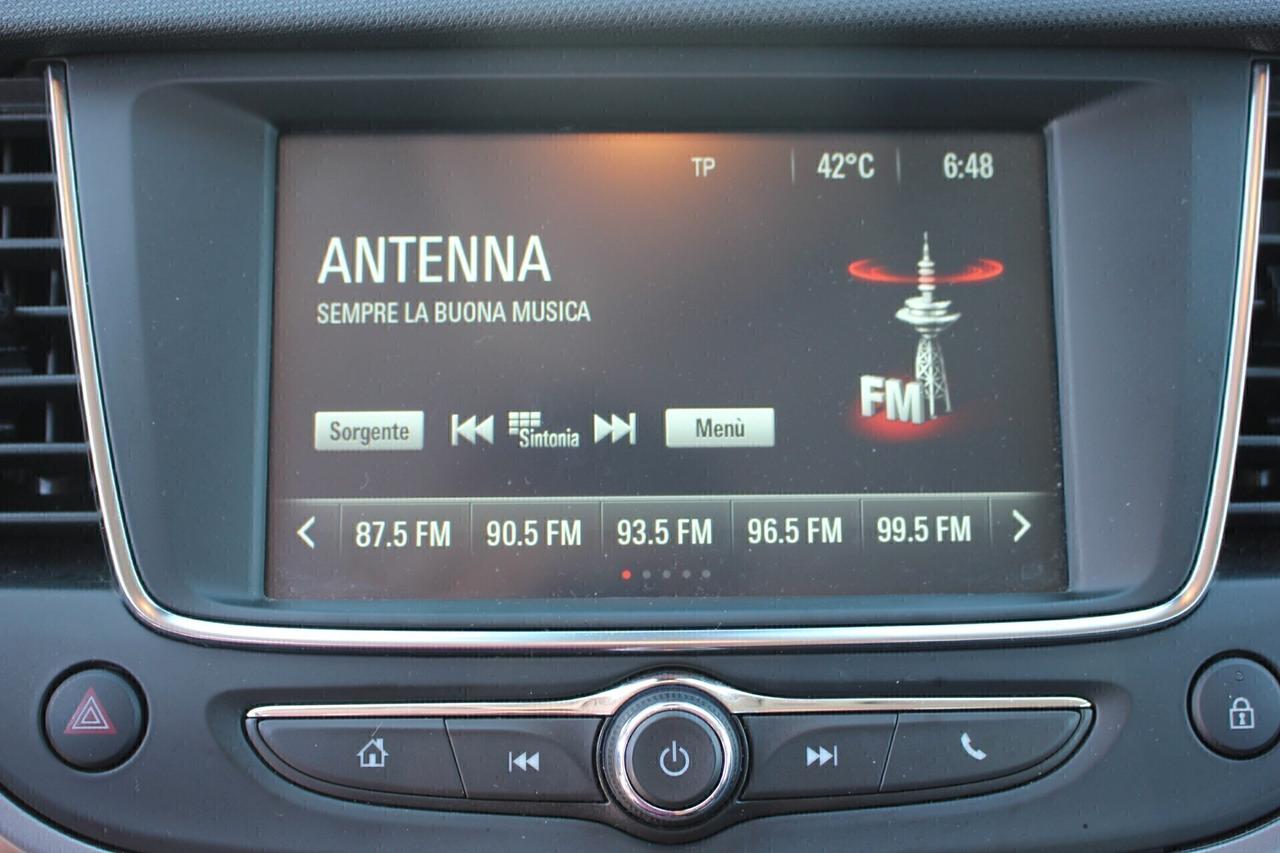 TP 42°C 6:48
ANTENNA
SEMPRE LA BUONA MUSICA
FM
Sorgente Sintonia Menù
87.5 FM 90.5 FM 93.5 FM 96.5 FM 99.5 FM